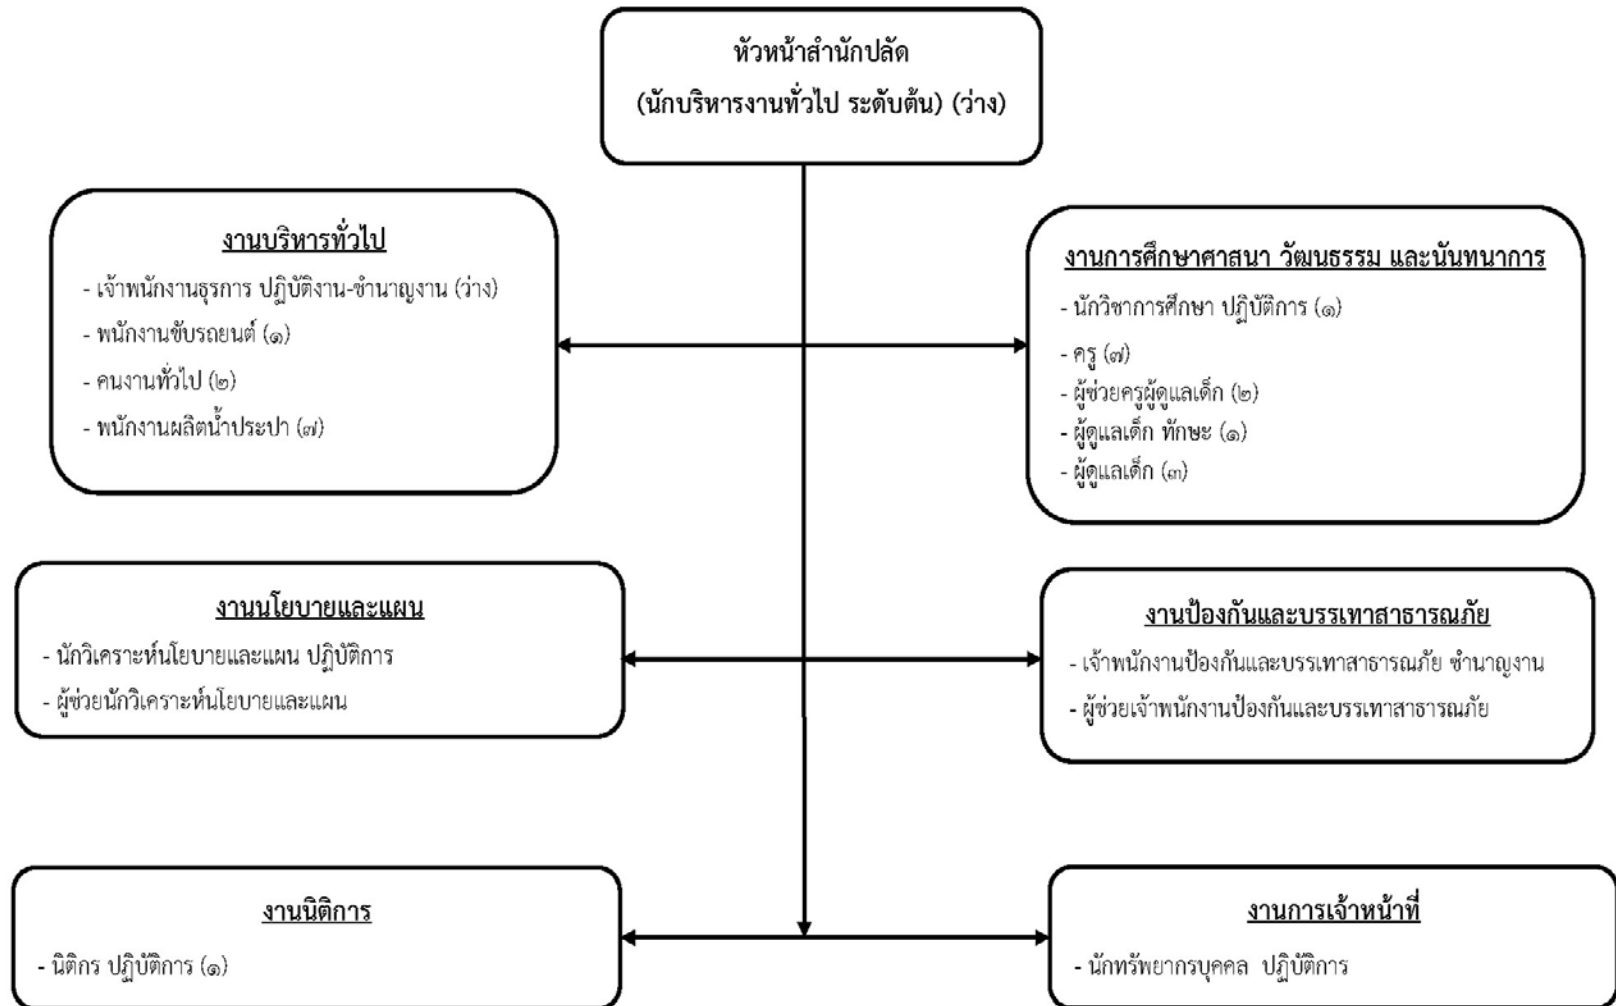 หัวหน้าสำนักปลัด
(นักบริหารงานทั่วไป ระดับต้น) (ว่าง)
งานบริหารทั่วไป
- เจ้าพนักงานธุรการ ปฏิบัติงาน-ชำนาญงาน (ว่าง)
- พนักงานขับรถยนต์ (๑)
- คนงานทั่วไป (๒)
- พนักงานผลิตน้ำประปา (๗)
งานการศึกษาศาสนา วัฒนธรรม และนันทนาการ
- นักวิชาการศึกษา ปฏิบัติการ (๑)
- ครู (๗)
- ผู้ช่วยครูผู้ดูแลเด็ก (๒)
- ผู้ดูแลเด็ก ทักษะ (๑)
- ผู้ดูแลเด็ก (๓)
งานนโยบายและแผน
- นักวิเคราะห์นโยบายและแผน ปฏิบัติการ
- ผู้ช่วยนักวิเคราะห์นโยบายและแผน
งานป้องกันและบรรเทาสาธารณภัย
- เจ้าพนักงานป้องกันและบรรเทาสาธารณภัย ชำนาญงาน
- ผู้ช่วยเจ้าพนักงานป้องกันและบรรเทาสาธารณภัย
งานนิติการ
- นิติกร ปฏิบัติการ (๑)
งานการเจ้าหน้าที่
- นักทรัพยากรบุคคล ปฏิบัติการ